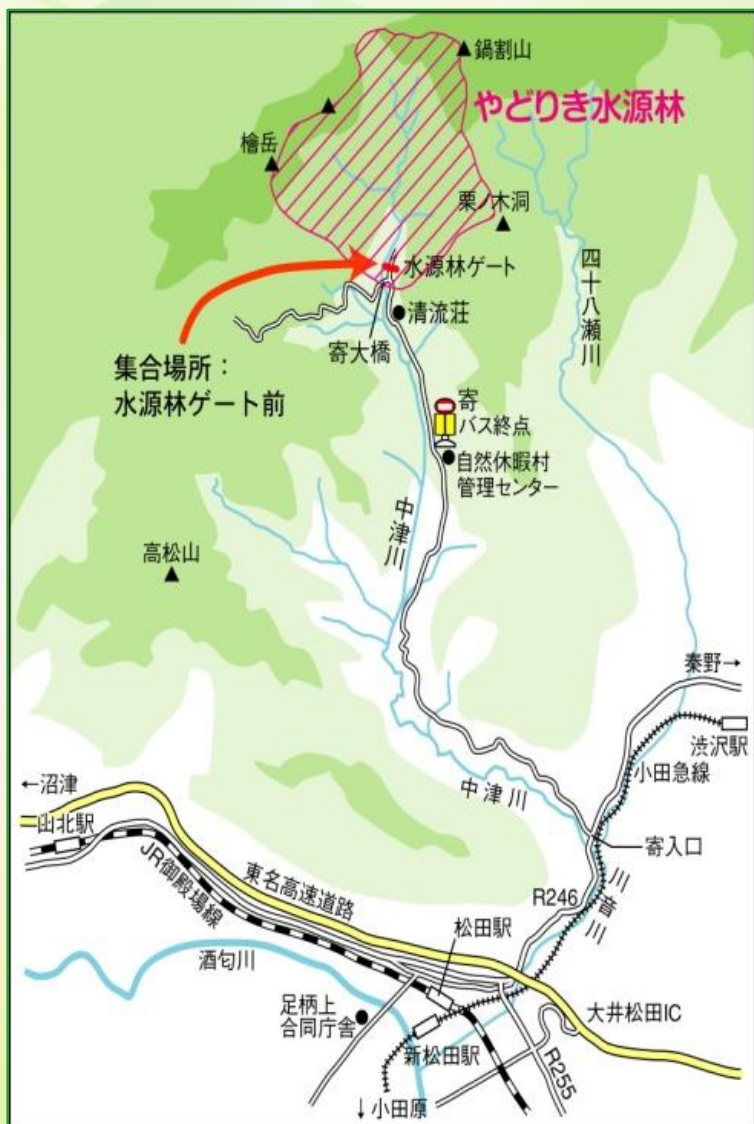 鍋割山
やどりき水源林
檜岳
栗ノ木洞
水源林ゲート
四十八瀬川
清流荘
寄大橋
集合場所：
水源林ゲート前
寄
バス終点
自然休暇村
管理センター
中津川
高松山
秦野→
渋沢駅
小田急線
←沼津
中津川
山北駅
寄入口
JR御殿場線
東名高速道路
R246
川音川
松田駅
酒匂川
足柄上
合同庁舎
大井松田IC
新松田駅
R255
↓小田原